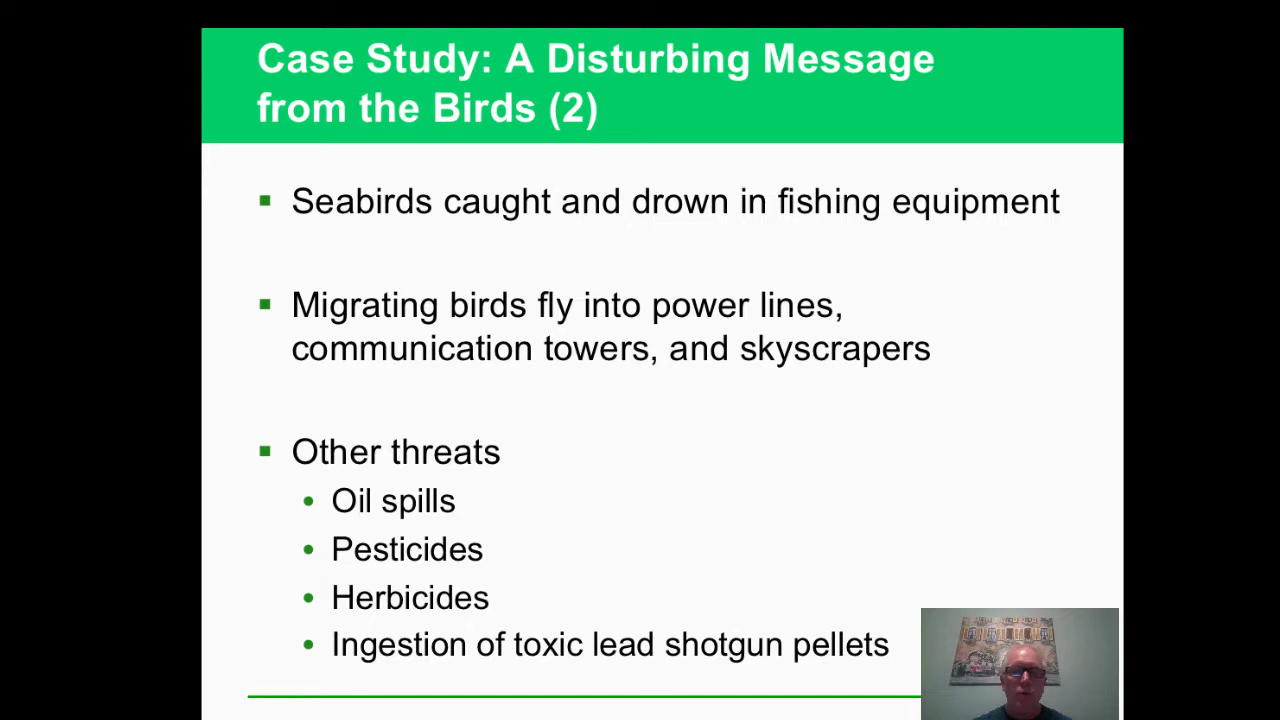 Case Study: A Disturbing Message
from the Birds (2)
Seabirds caught and drown in fishing equipment
Migrating birds fly into power lines,
communication towers, and skyscrapers
Other threats
Oil spills
Pesticides
Herbicides
Ingestion of toxic lead shotgun pellets